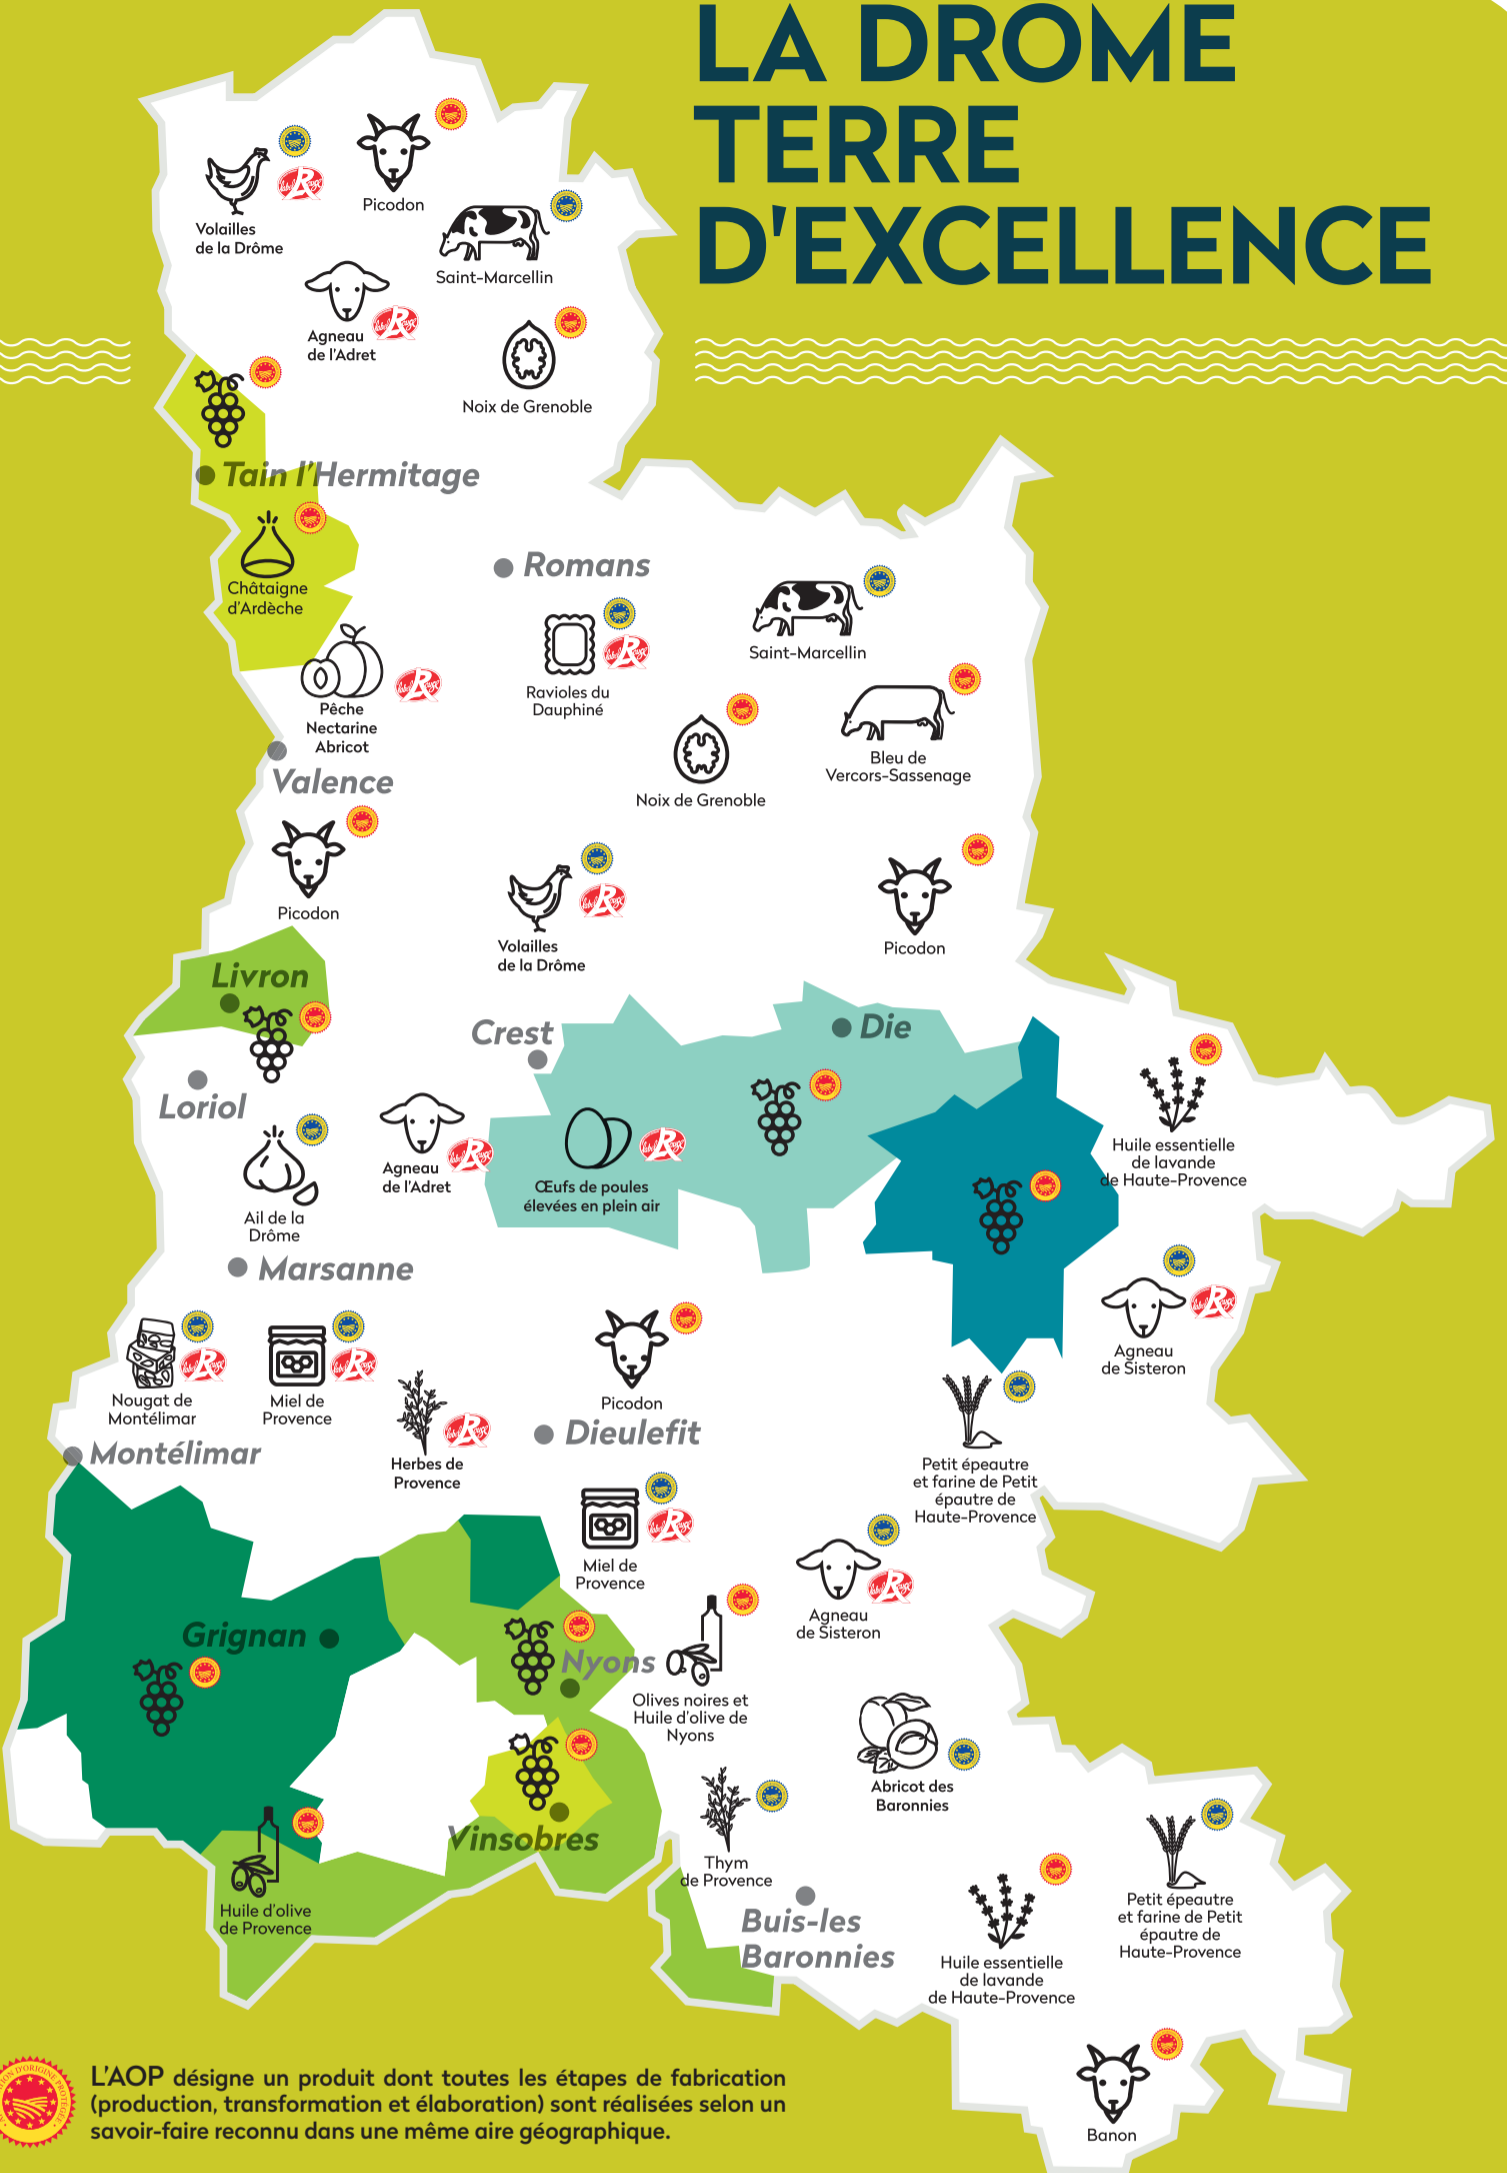 LA DROME
TERRE
D'EXCELLENCE
Picodon
Volailles
de la Drôme
Saint-Marcellin
Agneau
de l'Adret
Noix de Grenoble
Tain l'Hermitage
Châtaigne
d'Ardèche
Romans
Saint-Marcellin
Ravioles du
Dauphiné
Pêche
Nectarine
Abricot
Bleu de
Vercors-Sassenage
Valence
Noix de Grenoble
Picodon
Volailles
de la Drôme
Picodon
Livron
Crest
Die
Loriol
Huile essentielle
de lavande
de Haute-Provence
Agneau
de l'Adret
Œufs de poules
élevées en plein air
Ail de la
Drôme
Marsanne
Agneau
de Sisteron
Nougat de
Montélimar
Miel de
Provence
Picodon
Dieulefit
Montélimar
Herbes de
Provence
Petit épeautre
et farine de Petit
épautre de
Haute-Provence
Miel de
Provence
Agneau
de Sisteron
Grignan
Nyons
Olives noires et
Huile d'olive de
Nyons
Abricot des
Baronnies
Vinsobres
Thym
de Provence
Huile d'olive
de Provence
Buis-les
Baronnies
Petit épeautre
et farine de Petit
épautre de
Haute-Provence
Huile essentielle
de lavande
de Haute-Provence
Banon
L'AOP désigne un produit dont toutes les étapes de fabrication
(production, transformation et élaboration) sont réalisées selon un
savoir-faire reconnu dans une même aire géographique.